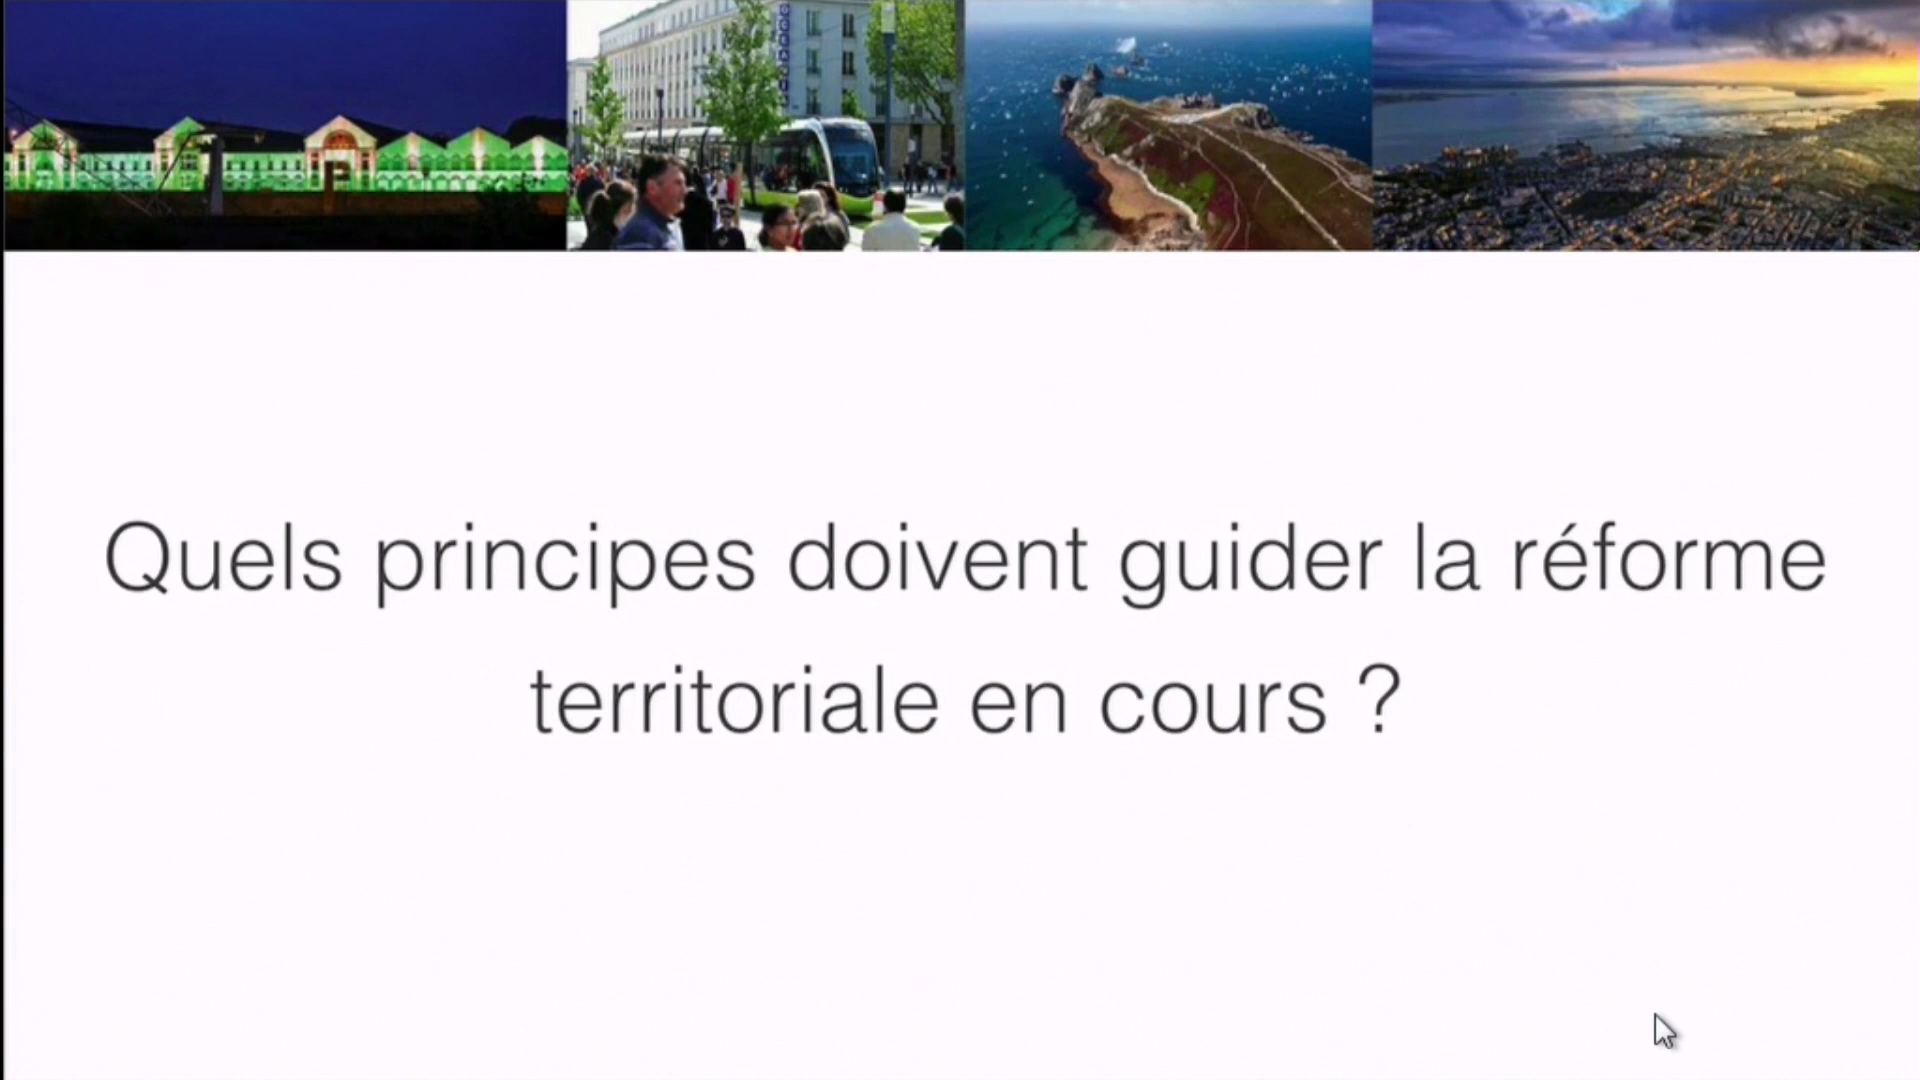 Quels principes doivent guider la réforme
territoriale en cours ?